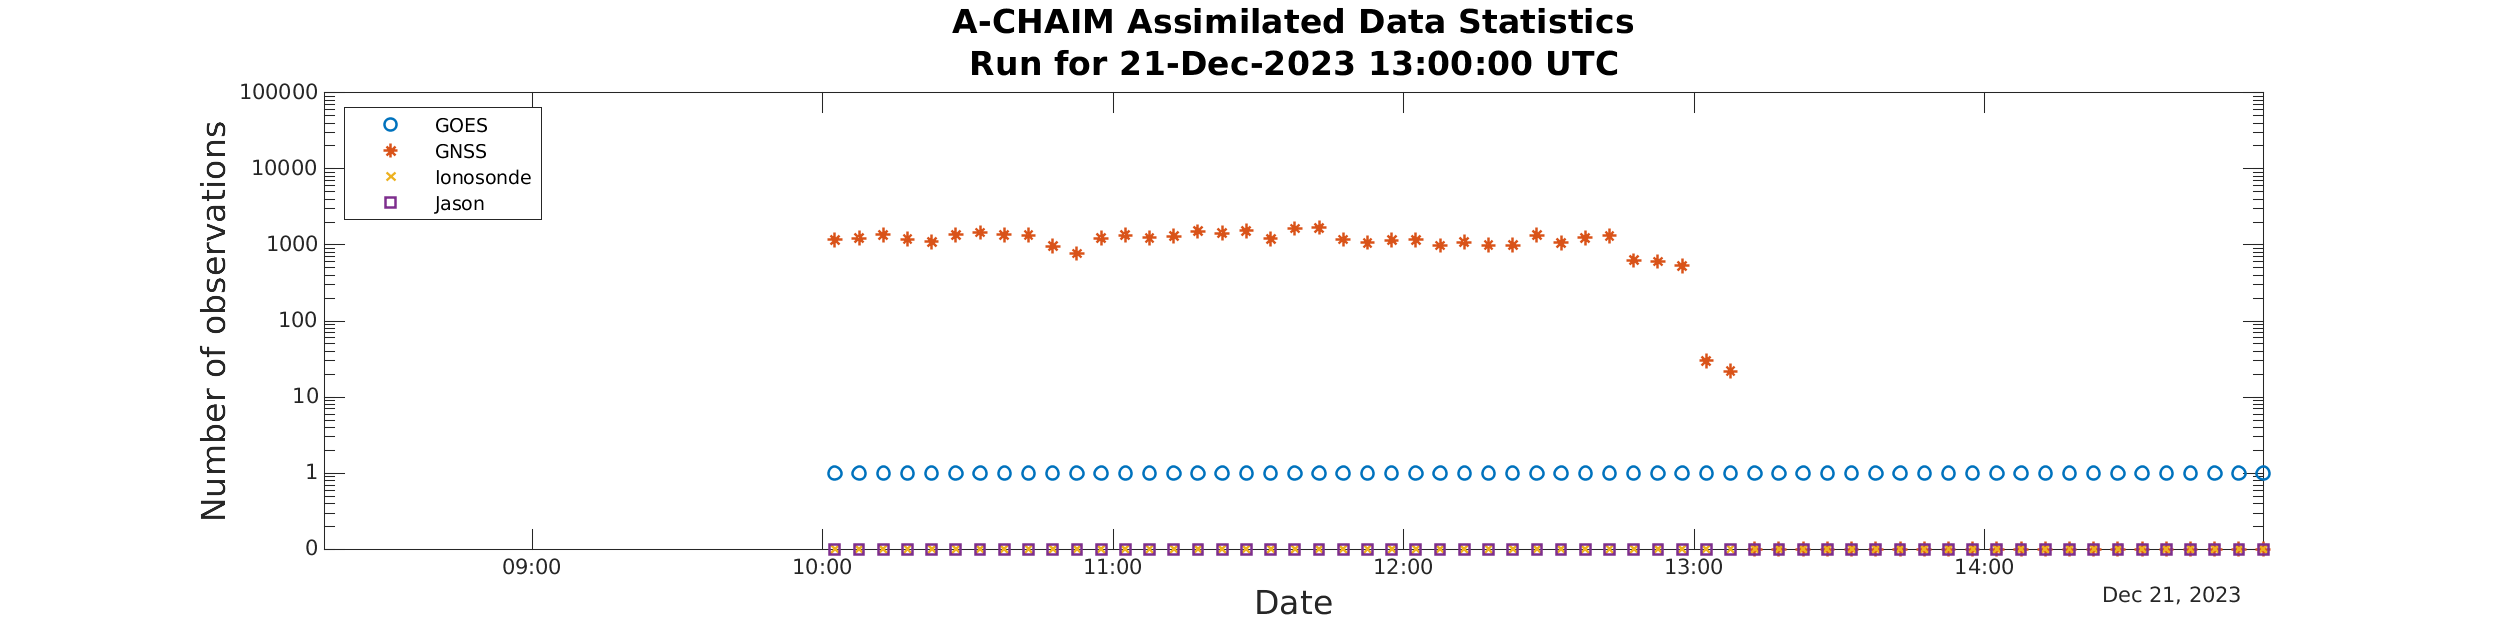 A-CHAIM Assimilated Data Statistics
Run for 21-Dec-2023 13:00:00 UTC
100000
10000
1000
100
10
1
0
Number of observations
GOES
GNSS
Ionosonde
Jason
09:00
10:00
11:00
12:00
13:00
14:00
Date
Dec 21, 2023